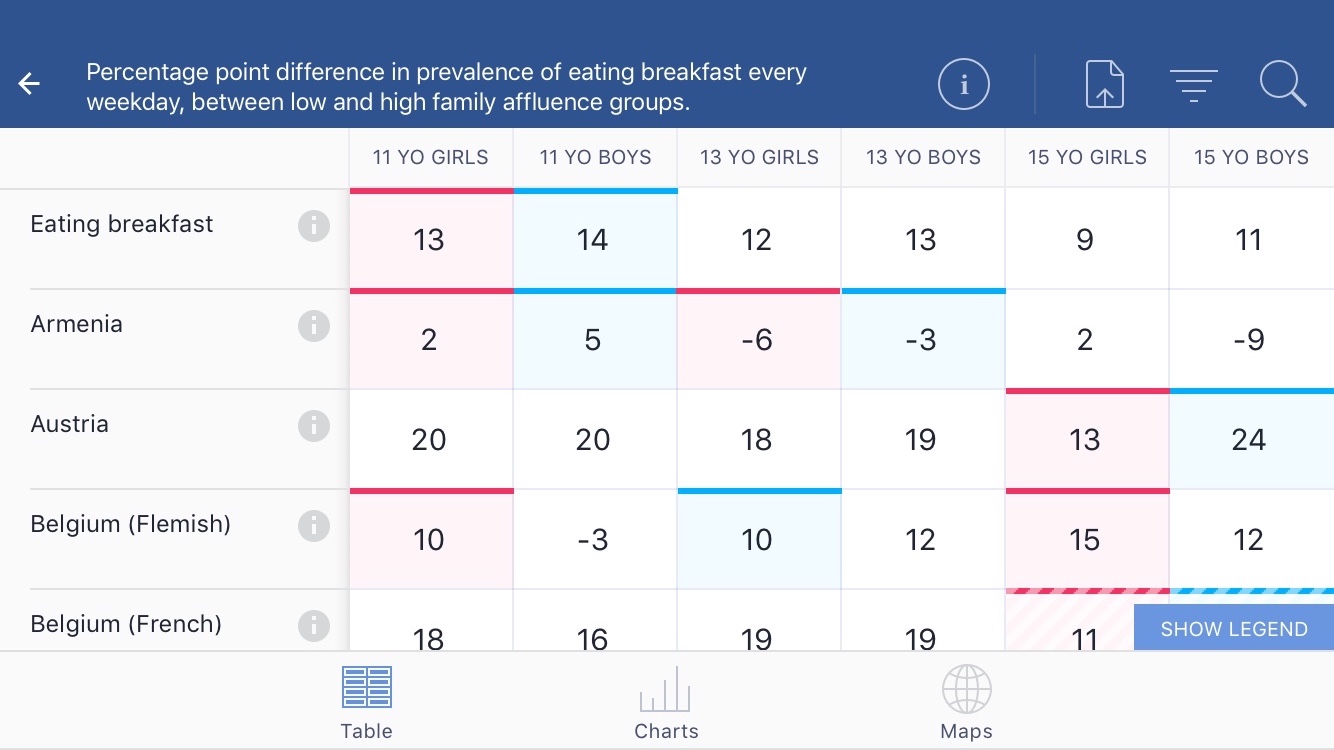 Percentage point difference in prevalence of eating breakfast every
weekday, between low and high family affluence groups.
i
11 YO GIRLS 11 YO BOYS 13 YO GIRLS 13 YO BOYS 15 YO GIRLS 15 YO BOYS
Eating breakfast i 13 14 12 13 9 11
Armenia i 2 5 -6 -3 2 -9
Austria i 20 20 18 19 13 24
Belgium (Flemish) i 10 -3 10 12 15 12
Belgium (French) i 18 16 19 19 11
SHOW LEGEND
Table Charts Maps